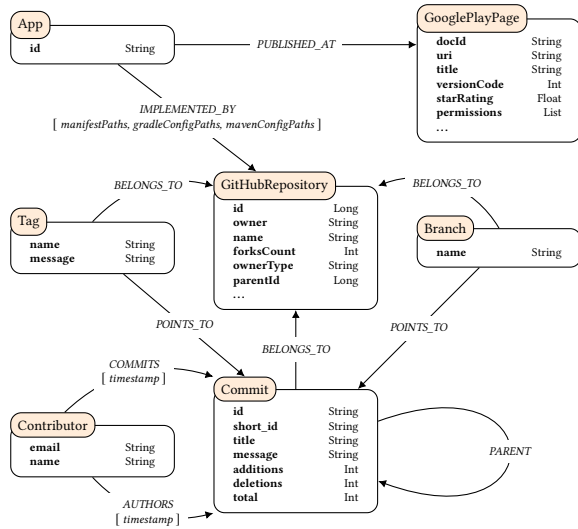 App
id String
PUBLISHED_AT
GooglePlayPage
docId String
uri String
title String
versionCode Int
starRating Float
permissions List
...
IMPLEMENTED_BY
[ manifestPaths, gradleConfigPaths, mavenConfigPaths ]
BELONGS_TO
GitHubRepository
id Long
owner String
name String
forksCount Int
ownerType String
parentId Long
...
BELONGS_TO
Tag
name String
message String
Branch
name String
POINTS_TO
BELONGS_TO
POINTS_TO
COMMITS
[ timestamp ]
Commit
id String
short_id String
title String
message String
additions Int
deletions Int
total Int
Contributor
email String
name String
PARENT
AUTHORS
[ timestamp ]